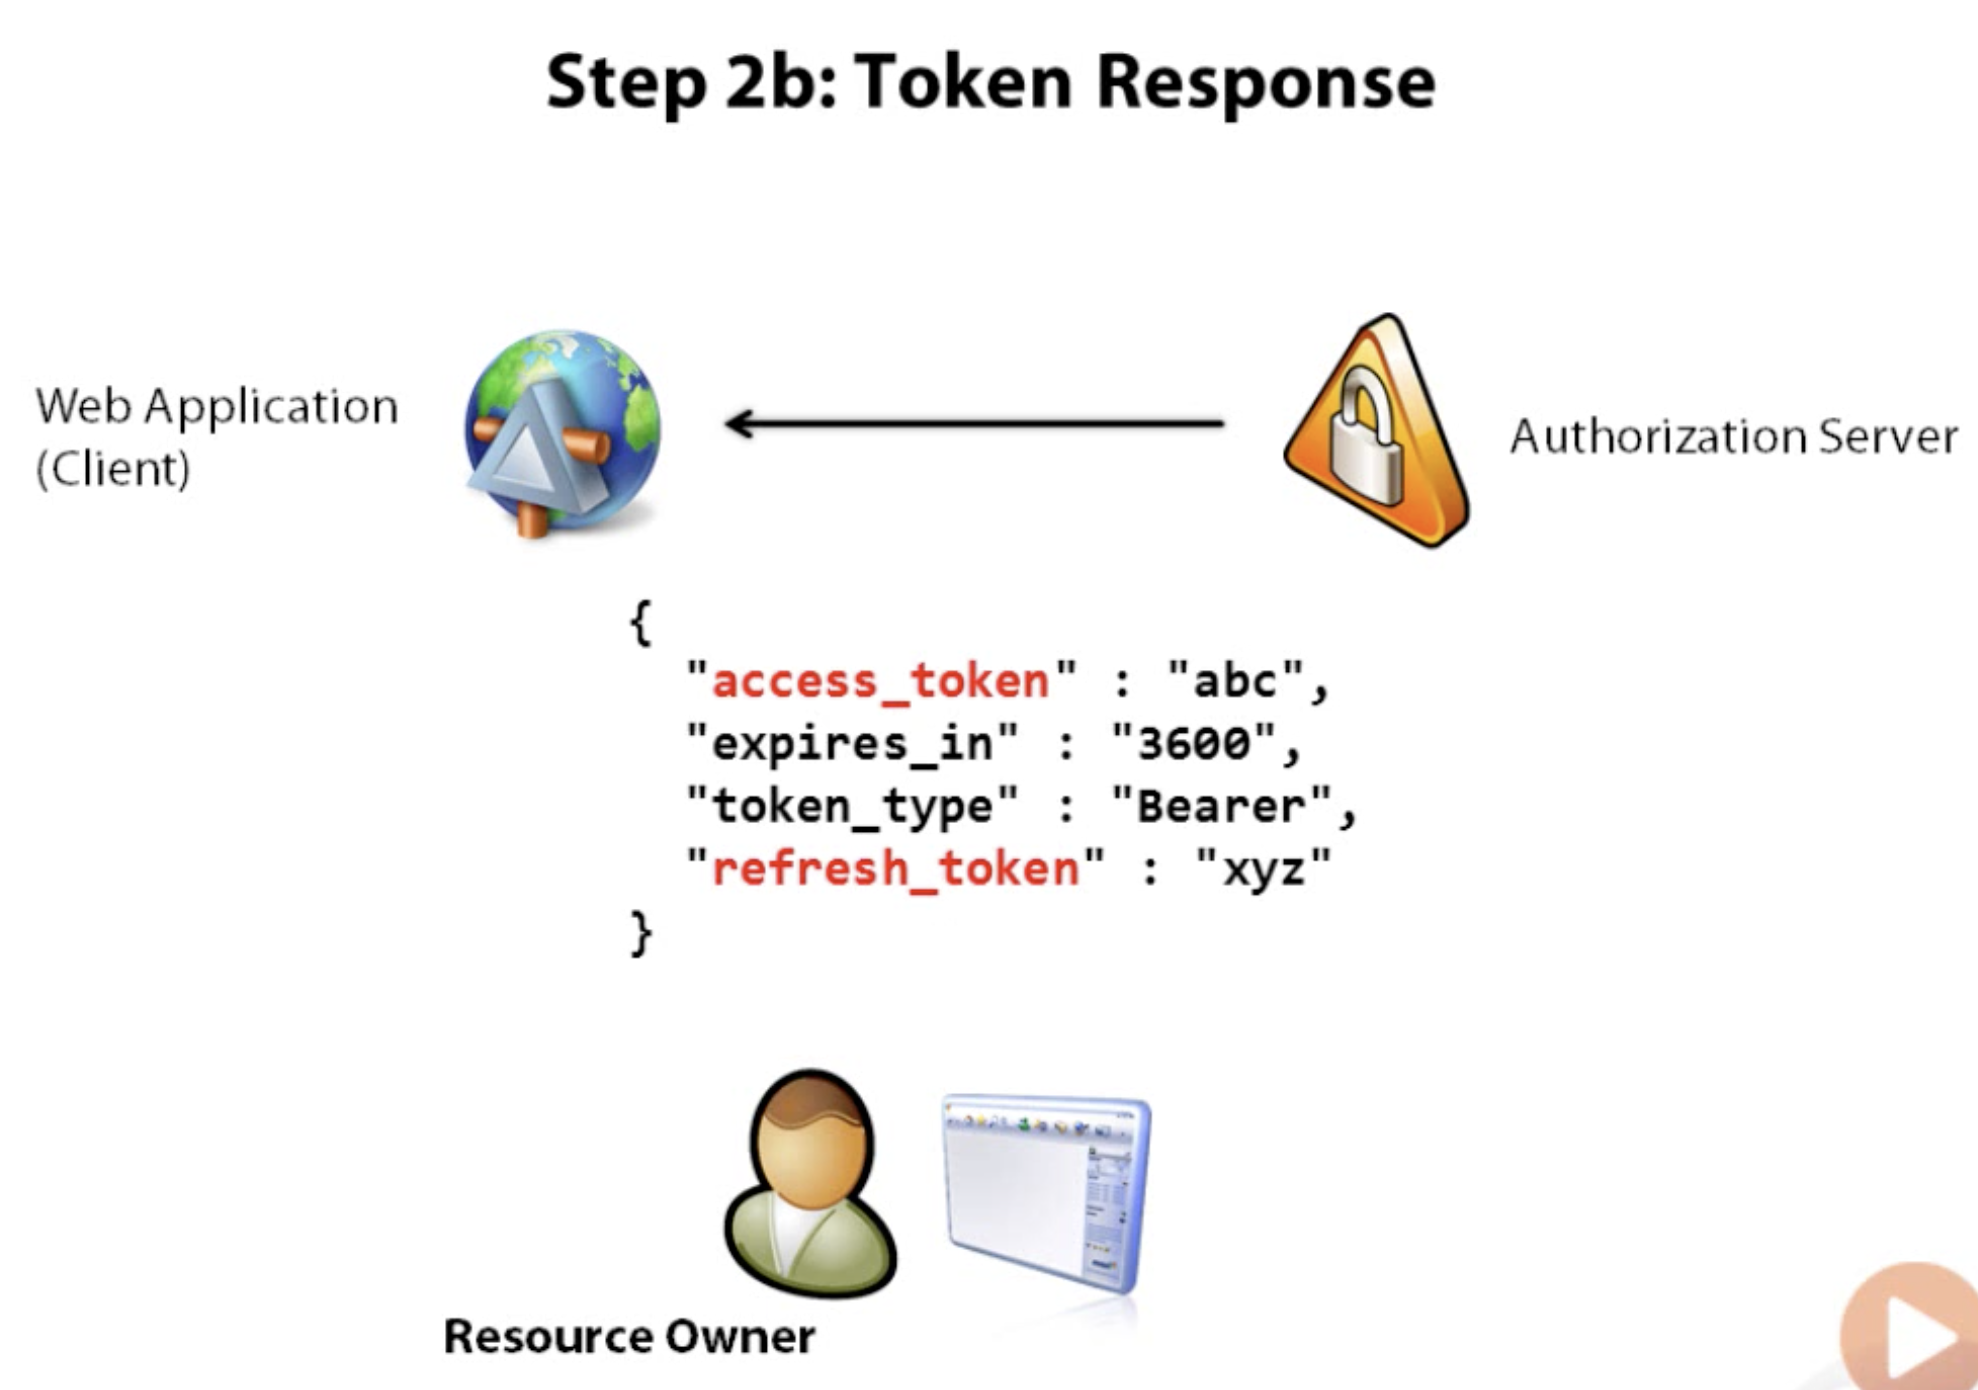 Step 2b: Token Response
Web Application
(Client)
Authorization Server
{
"access_token" : "abc",
"expires_in" : "3600",
"token_type" : "Bearer",
"refresh_token" : "xyz"
}
Resource Owner